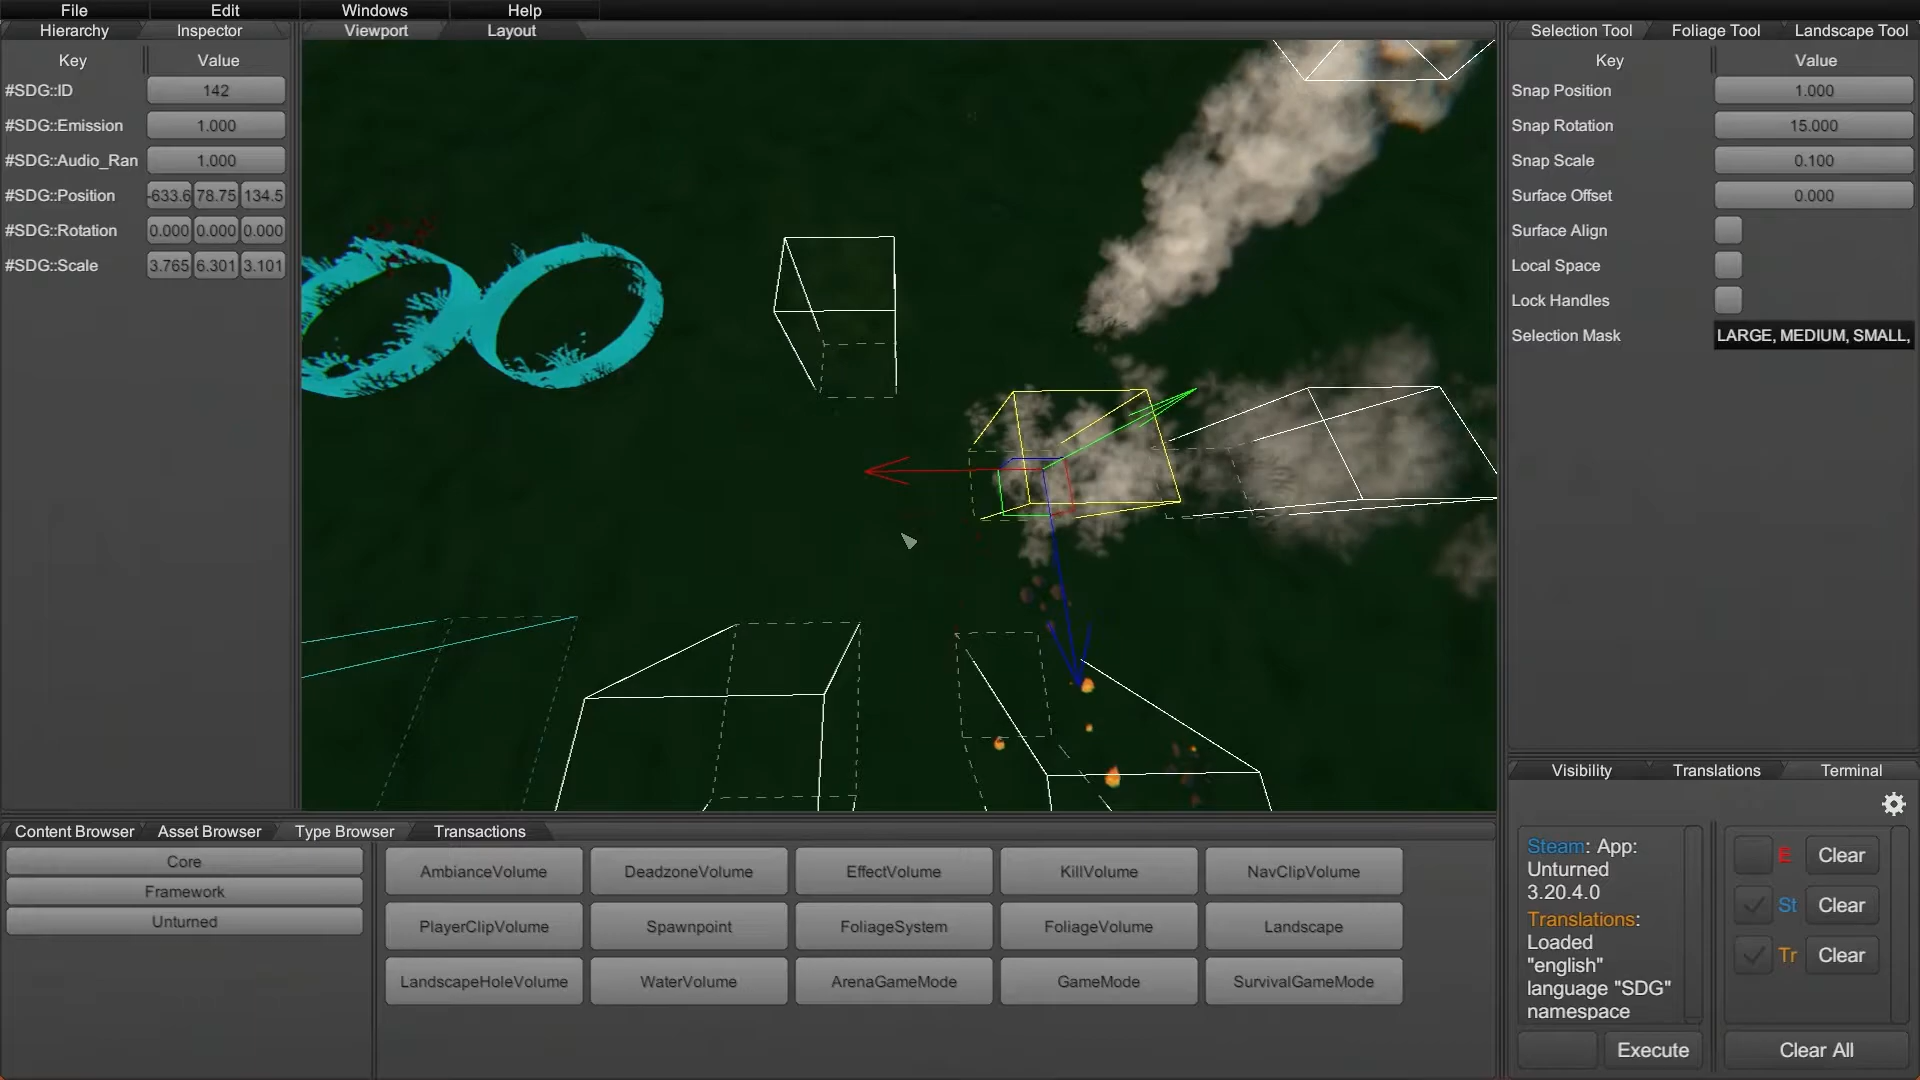 File Edit Windows Help
Hierarchy Inspector
Viewport Layout
Selection Tool Foliage Tool Landscape Tool
Key Value
#SDG::ID 142
#SDG::Emission 1.000
#SDG::Audio_Ran 1.000
#SDG::Position -633.6 78.75 134.5
#SDG::Rotation 0.000 0.000 0.000
#SDG::Scale 3.765 6.301 3.101
Key Value
Snap Position 1.000
Snap Rotation 15.000
Snap Scale 0.100
Surface Offset 0.000
Surface Align
Local Space
Lock Handles
Selection Mask LARGE, MEDIUM, SMALL,
Content Browser Asset Browser Type Browser Transactions
Core
Framework
Unturned
AmbianceVolume DeadzoneVolume EffectVolume KillVolume NavClipVolume
PlayerClipVolume Spawnpoint FoliageSystem FoliageVolume Landscape
LandscapeHoleVolume WaterVolume ArenaGameMode GameMode SurvivalGameMode
Visibility Translations Terminal
Steam: App:
Unturned
3.20.4.0
Translations:
Loaded
"english"
language "SDG"
namespace
E Clear
St Clear
Tr Clear
Execute Clear All